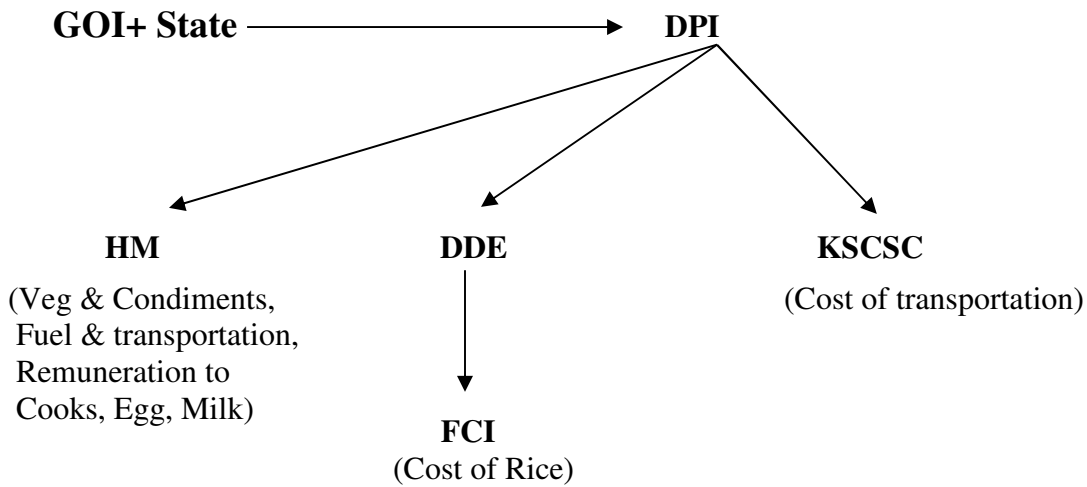 GOI+ State
DPI
HM
DDE
KSCSC
(Veg & Condiments,
Fuel & transportation,
Remuneration to
Cooks, Egg, Milk)
(Cost of transportation)
FCI
(Cost of Rice)